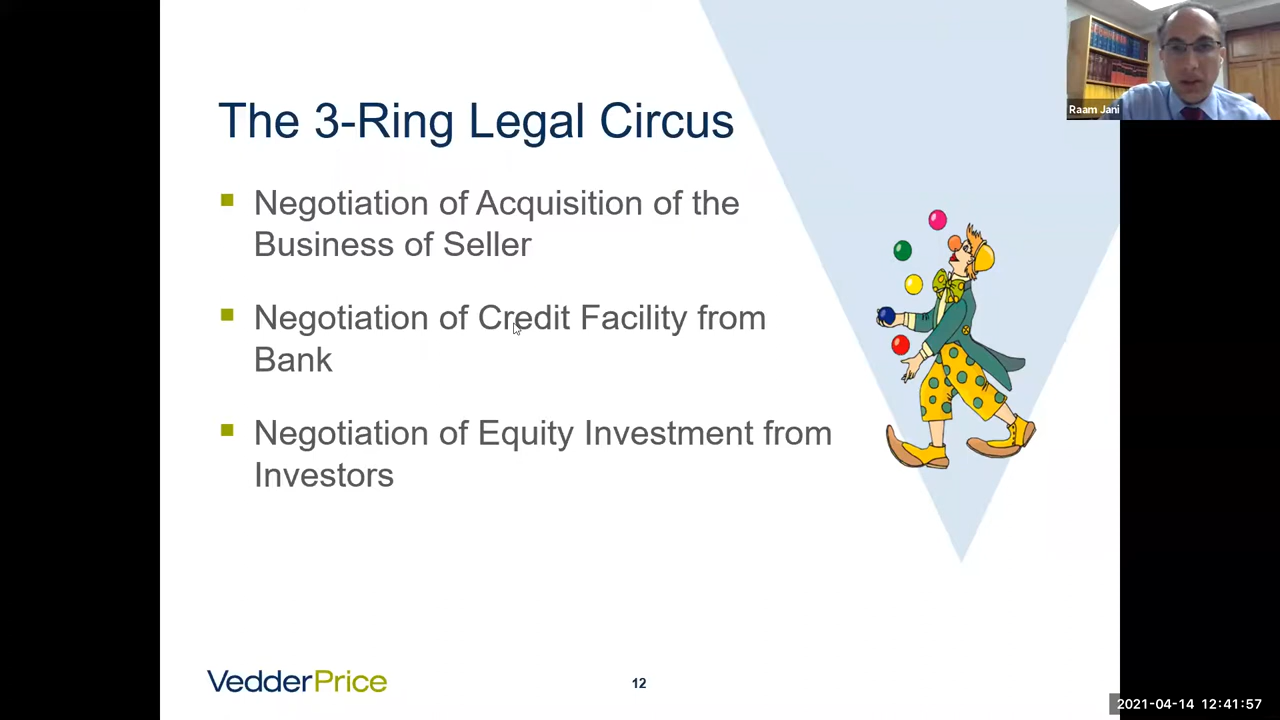 The 3-Ring Legal Circus
Negotiation of Acquisition of the
Business of Seller
Negotiation of Credit Facility from
Bank
Negotiation of Equity Investment from
Investors
VedderPrice
12
Raam Jani
2021-04-14 12:41:57